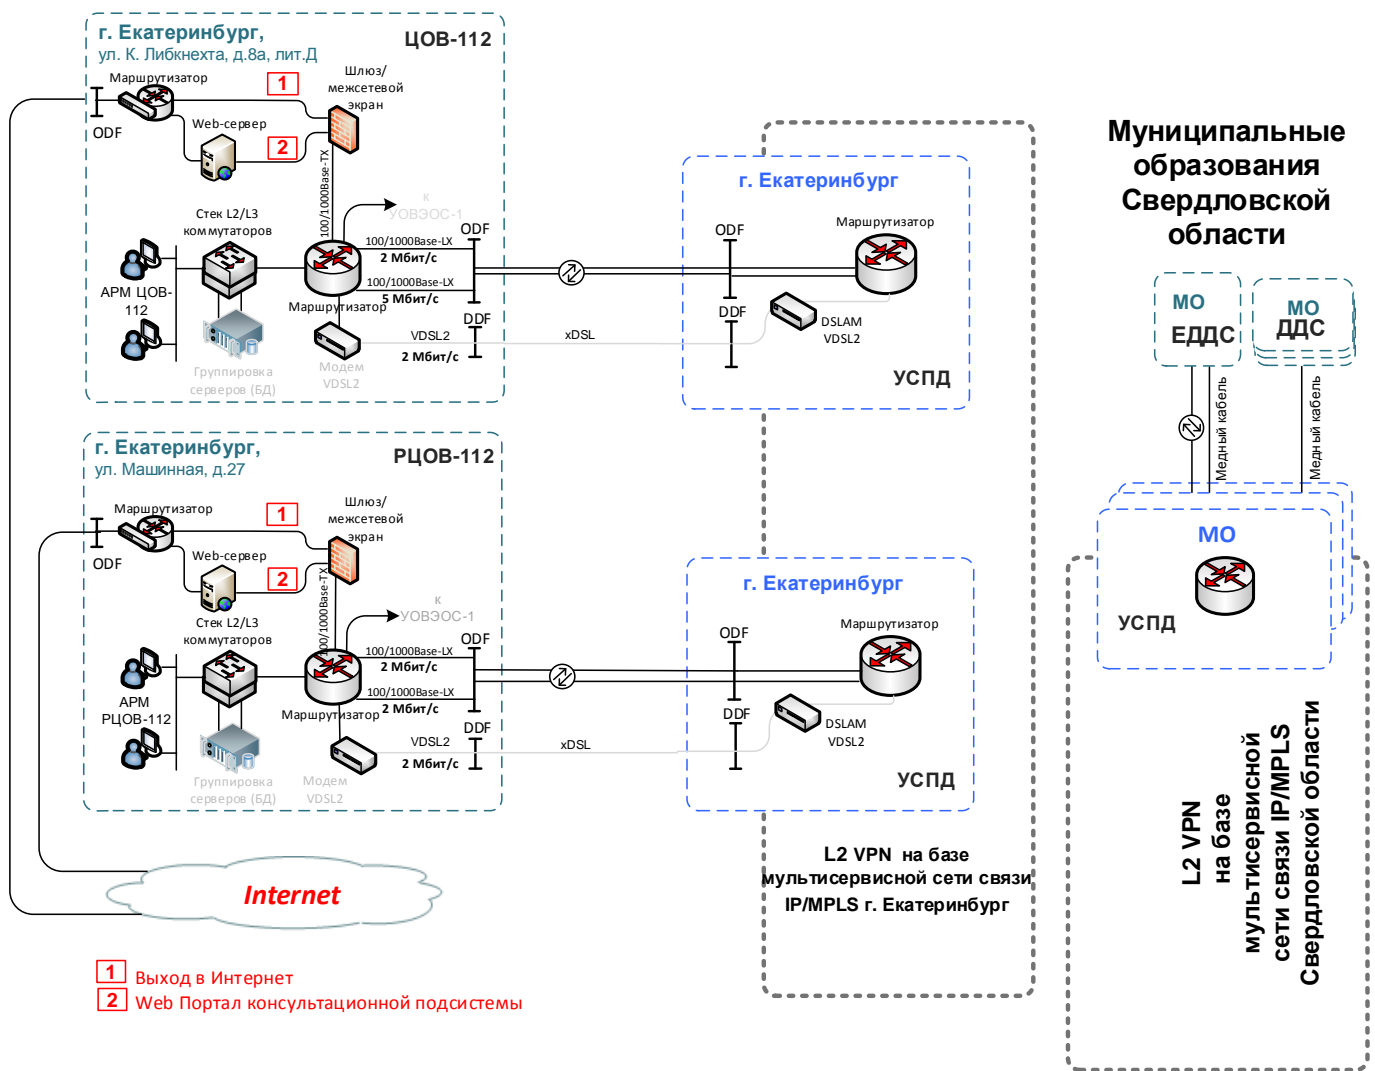 г. Екатеринбург,
ул. К. Либкнехта, д.8а, лит.Д
ЦОВ-112
Маршрутизатор
1
Шлюз/
межсетевой
экран
ODF
Web-сервер
2
100/1000Base-TX
Стек L2/L3
коммутаторов
к
УОВЭОС-1
100/1000Base-LX
2 Мбит/с
ODF
100/1000Base-LX
5 Мбит/с
АРМ ЦОВ-
112
Маршрутизатор
DDF
VDSL2
2 Мбит/с
xDSL
Группировка
серверов (БД)
Модем
VDSL2
г. Екатеринбург
Маршрутизатор
ODF
DDF
DSLAM
VDSL2
УСПД
г. Екатеринбург,
ул. Машинная, д.27
РЦОВ-112
Маршрутизатор
1
Шлюз/
межсетевой
экран
ODF
Web-сервер
2
100/1000Base-TX
Стек L2/L3
коммутаторов
к
УОВЭОС-1
100/1000Base-LX
2 Мбит/с
ODF
100/1000Base-LX
2 Мбит/с
АРМ
РЦОВ-112
Маршрутизатор
DDF
VDSL2
2 Мбит/с
xDSL
Группировка
серверов (БД)
Модем
VDSL2
г. Екатеринбург
Маршрутизатор
ODF
DDF
DSLAM
VDSL2
УСПД
L2 VPN на базе
мультисервисной сети связи
IP/MPLS г. Екатеринбург
Internet
1 Выход в Интернет
2 Web Портал консультационной подсистемы
Муниципальные
образования
Свердловской
области
МО
ЕДДС
МО
ДДС
Медный кабель
Медный кабель
МО
УСПД
L2 VPN
на базе
мультисервисной
сети связи IP/MPLS
Свердловской области